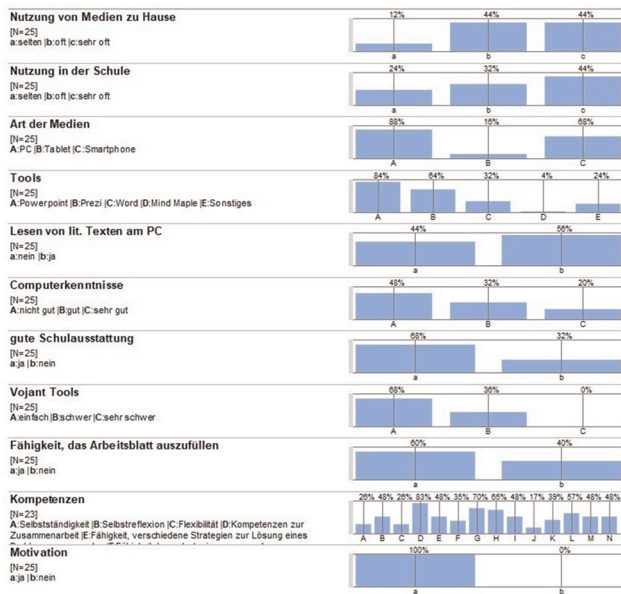 Nutzung von Medien zu Hause
[N=25]
a:selten |b:oft |c:sehr oft
12% 44% 44%
a b c
Nutzung in der Schule
[N=25]
a:selten |b:oft |c:sehr oft
24% 32% 44%
a b c
Art der Medien
[N=25]
A:PC |B:Tablet |C:Smartphone
88% 16% 68%
A B C
Tools
[N=25]
A:Powerpoint |B:Prezi |C:Word |D:Mind Maple |E:Sonstiges
84% 64% 32% 4% 24%
A B C D E
Lesen von lit. Texten am PC
[N=25]
a:nein |b:ja
44% 56%
a b
Computerkenntnisse
[N=25]
A:nicht gut |B:gut |C:sehr gut
48% 32% 20%
A B C
gute Schulausstattung
[N=25]
a:ja |b:nein
68% 32%
a b
Vojant Tools
[N=25]
A:einfach |B:schwer |C:sehr schwer
68% 36% 0%
A B C
Fähigkeit, das Arbeitsblatt auszufüllen
[N=25]
a:ja |b:nein
60% 40%
a b
Kompetenzen
[N=23]
A:Selbstständigkeit |B:Selbstreflexion |C:Flexibilität |D:Kompetenzen zur
Zusammenarbeit |E:Fähigkeit, verschiedene Strategien zur Lösung eines
26% 48% 26% 83% 48% 35% 70% 65% 48% 17% 39% 57% 48% 48%
A B C D E F G H I J K L M N
Motivation
[N=25]
a:ja |b:nein
100% 0%
a b